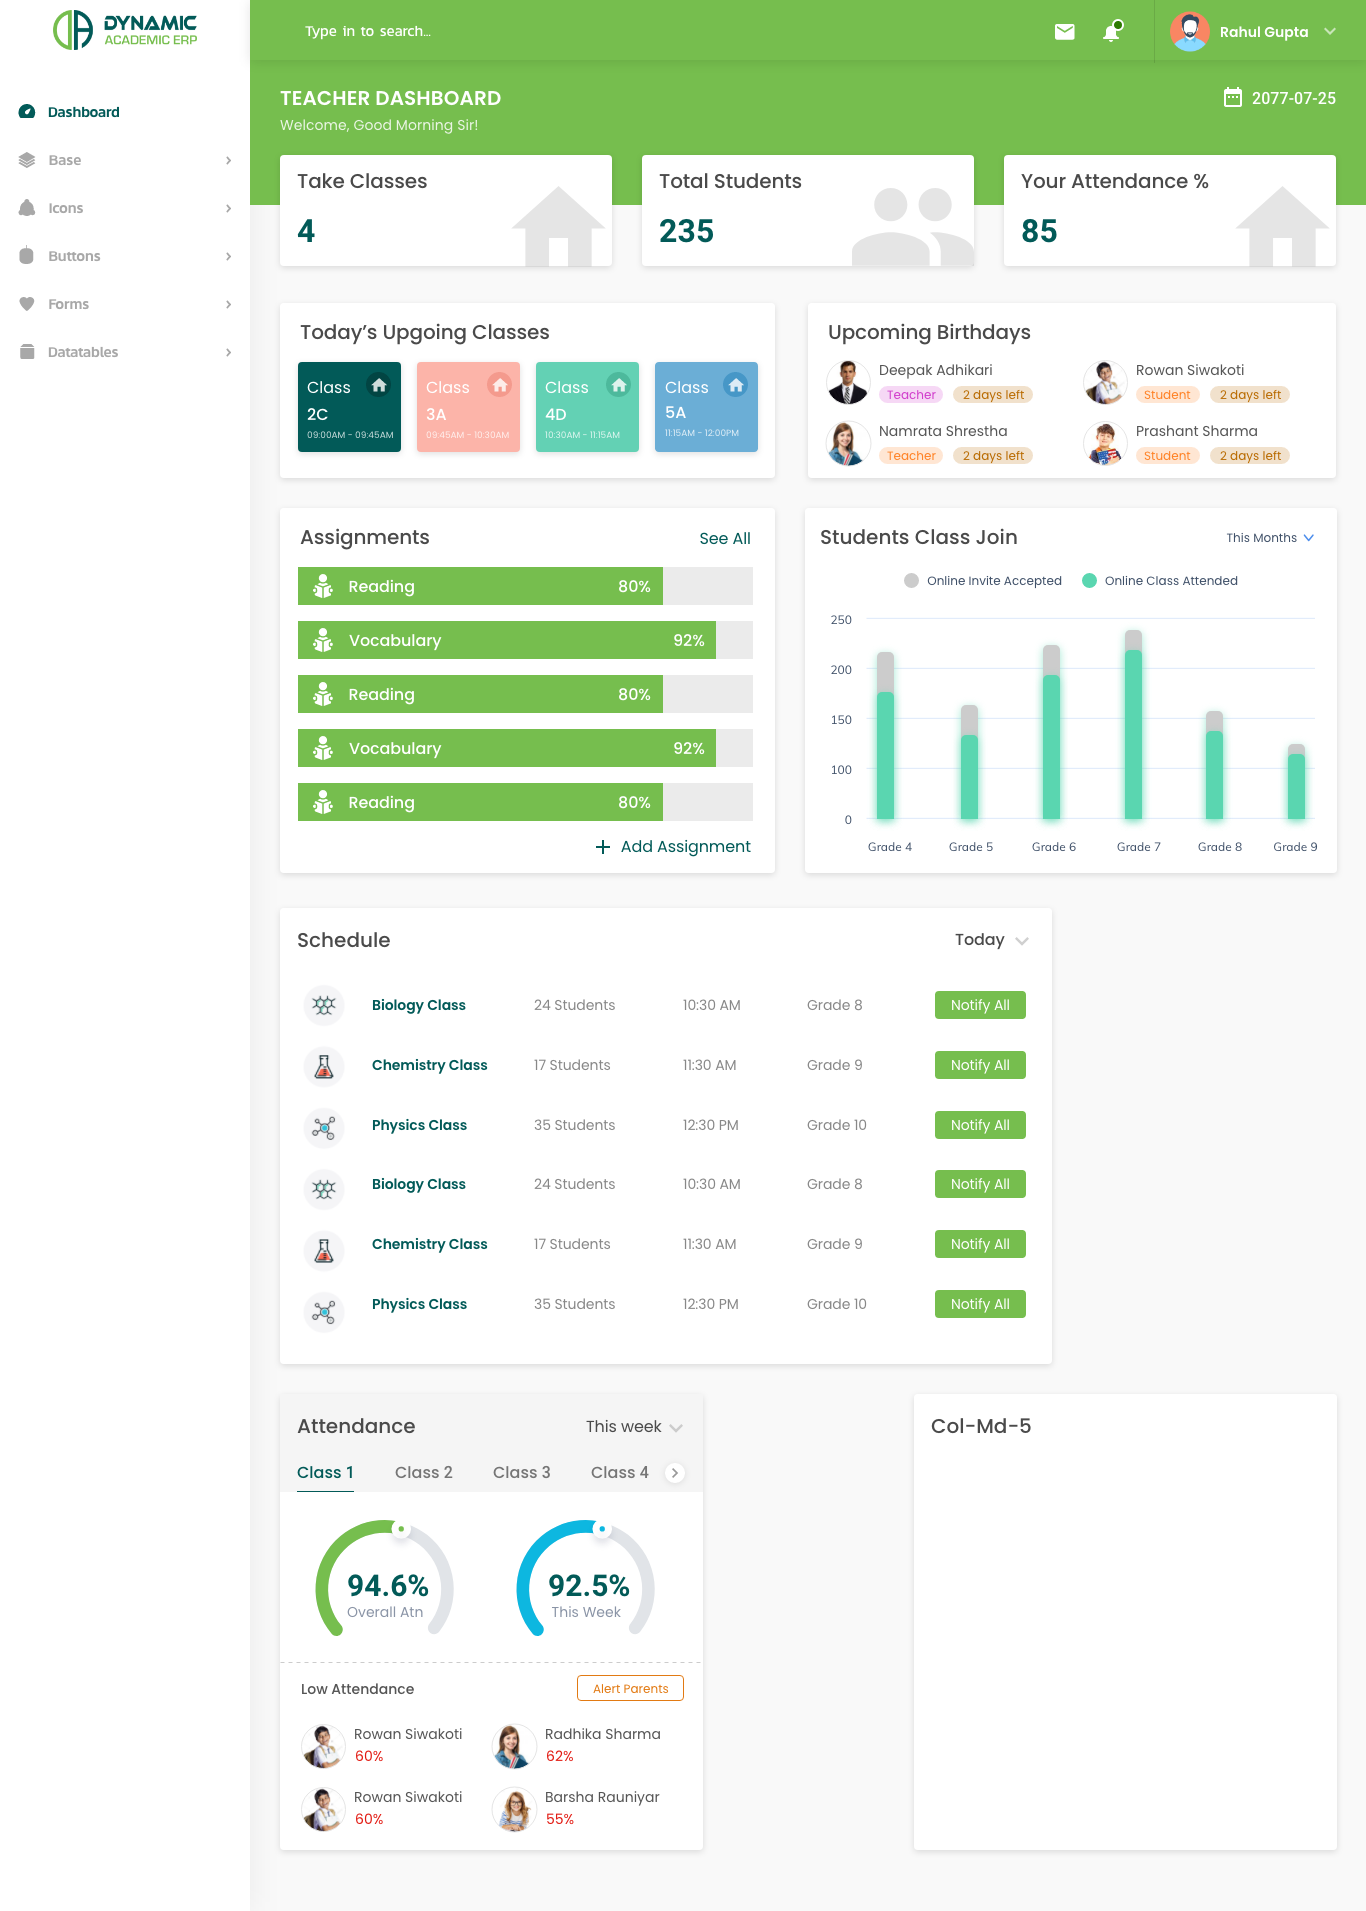 DYNAMIC
ACADEMIC ERP
Type in to search...
Rahul Gupta
Dashboard
Base
Icons
Buttons
Forms
Datatables
TEACHER DASHBOARD
2077-07-25
Welcome, Good Morning Sir!
Take Classes
4
Total Students
235
Your Attendance %
85
Today's Upgoing Classes
Class
2C
09:00AM - 09:45AM
Class
3A
09:45AM - 10:30AM
Class
4D
10:30AM - 11:15AM
Class
5A
11:15AM - 12:00PM
Upcoming Birthdays
Deepak Adhikari
Teacher 2 days left
Rowan Siwakoti
Student 2 days left
Namrata Shrestha
Teacher 2 days left
Prashant Sharma
Student 2 days left
Assignments
See All
Reading 80%
Vocabulary 92%
Reading 80%
Vocabulary 92%
Reading 80%
Add Assignment
Students Class Join
This Months
Online Invite Accepted
Online Class Attended
250
200
150
100
0
Grade 4 Grade 5 Grade 6 Grade 7 Grade 8 Grade 9
Schedule
Today
Biology Class 24 Students 10:30 AM Grade 8 Notify All
Chemistry Class 17 Students 11:30 AM Grade 9 Notify All
Physics Class 35 Students 12:30 PM Grade 10 Notify All
Biology Class 24 Students 10:30 AM Grade 8 Notify All
Chemistry Class 17 Students 11:30 AM Grade 9 Notify All
Physics Class 35 Students 12:30 PM Grade 10 Notify All
Attendance
This week
Class 1 Class 2 Class 3 Class 4
94.6%
Overall Atn
92.5%
This Week
Low Attendance
Alert Parents
Rowan Siwakoti
60%
Radhika Sharma
62%
Rowan Siwakoti
60%
Barsha Rauniyar
55%
Col-Md-5